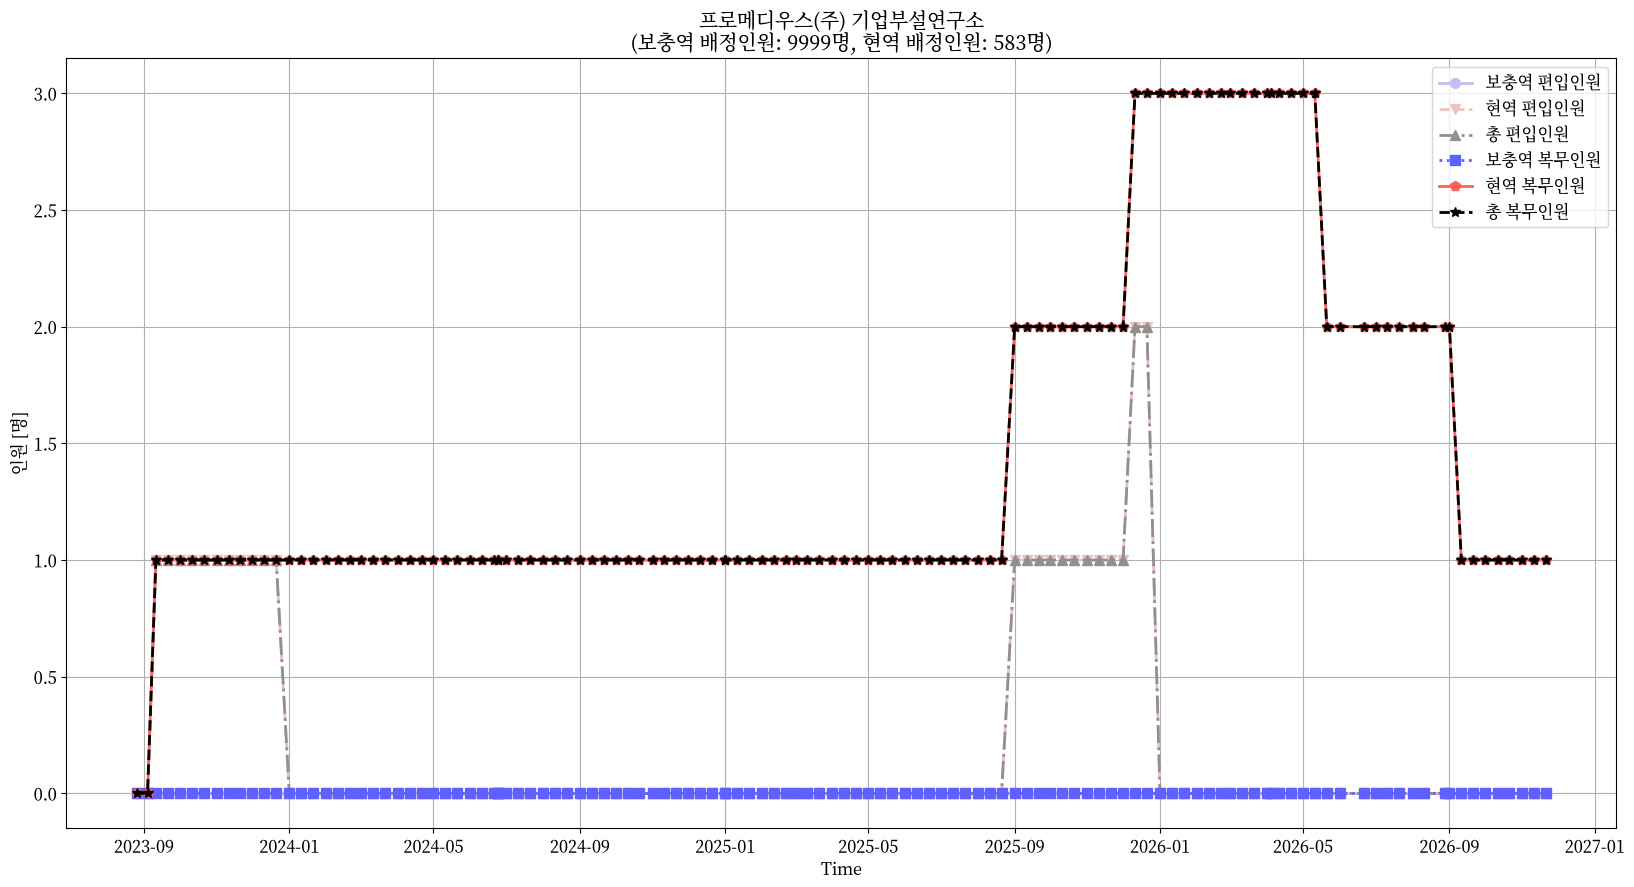 프로메디우스(주) 기업부설연구소
(보충역 배정인원: 9999명, 현역 배정인원: 583명)
보충역 편입인원
현역 편입인원
총 편입인원
보충역 복무인원
현역 복무인원
총 복무인원
인원 [명]
3.0
2.5
2.0
1.5
1.0
0.5
0.0
2023-09
2024-01
2024-05
2024-09
2025-01
2025-05
2025-09
2026-01
2026-05
2026-09
2027-01
Time